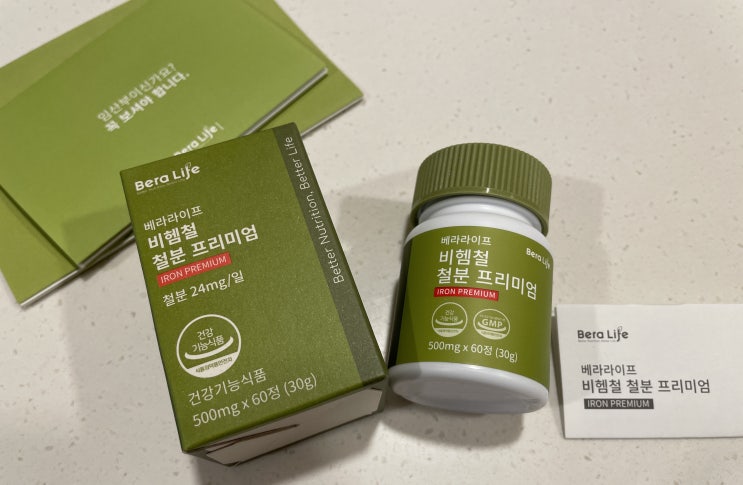 임산부이신가요?
꼭 보셔야 합니다.
Bera Life
Bera Life
베라라이프
비헴철
철분 프리미엄
IRON PREMIUM
철분 24mg/일
건강
기능식품
식품의약품안전처
건강기능식품
500mg x 60정 (30g)
Better Nutrition, Better Life
Bera Life
베라라이프
비헴철
철분 프리미엄
IRON PREMIUM
건강
기능식품
GMP
500mg x 60정 (30g)
Bera Life
베라라이프
비헴철 철분 프리미엄
IRON PREMIUM